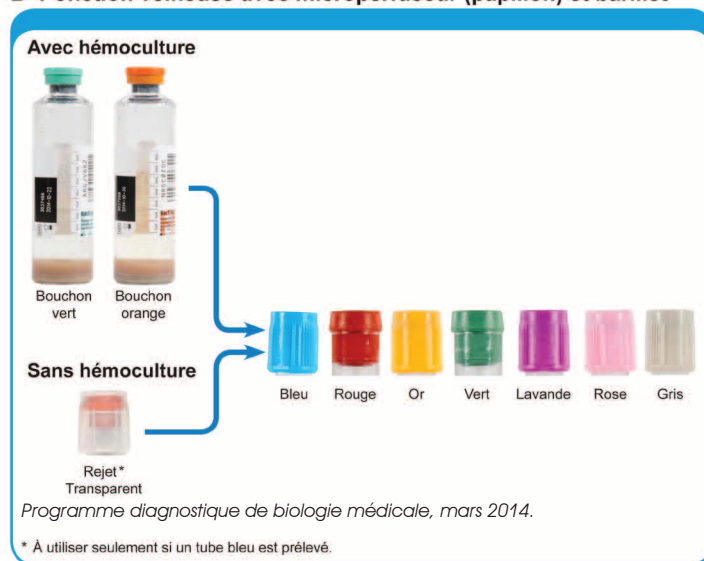 Avec hémoculture
Bouchon vert
Bouchon orange
Sans hémoculture
Rejet*
Transparent
Bleu Rouge Or Vert Lavande Rose Gris
Programme diagnostique de biologie médicale, mars 2014.
* À utiliser seulement si un tube bleu est prélevé.